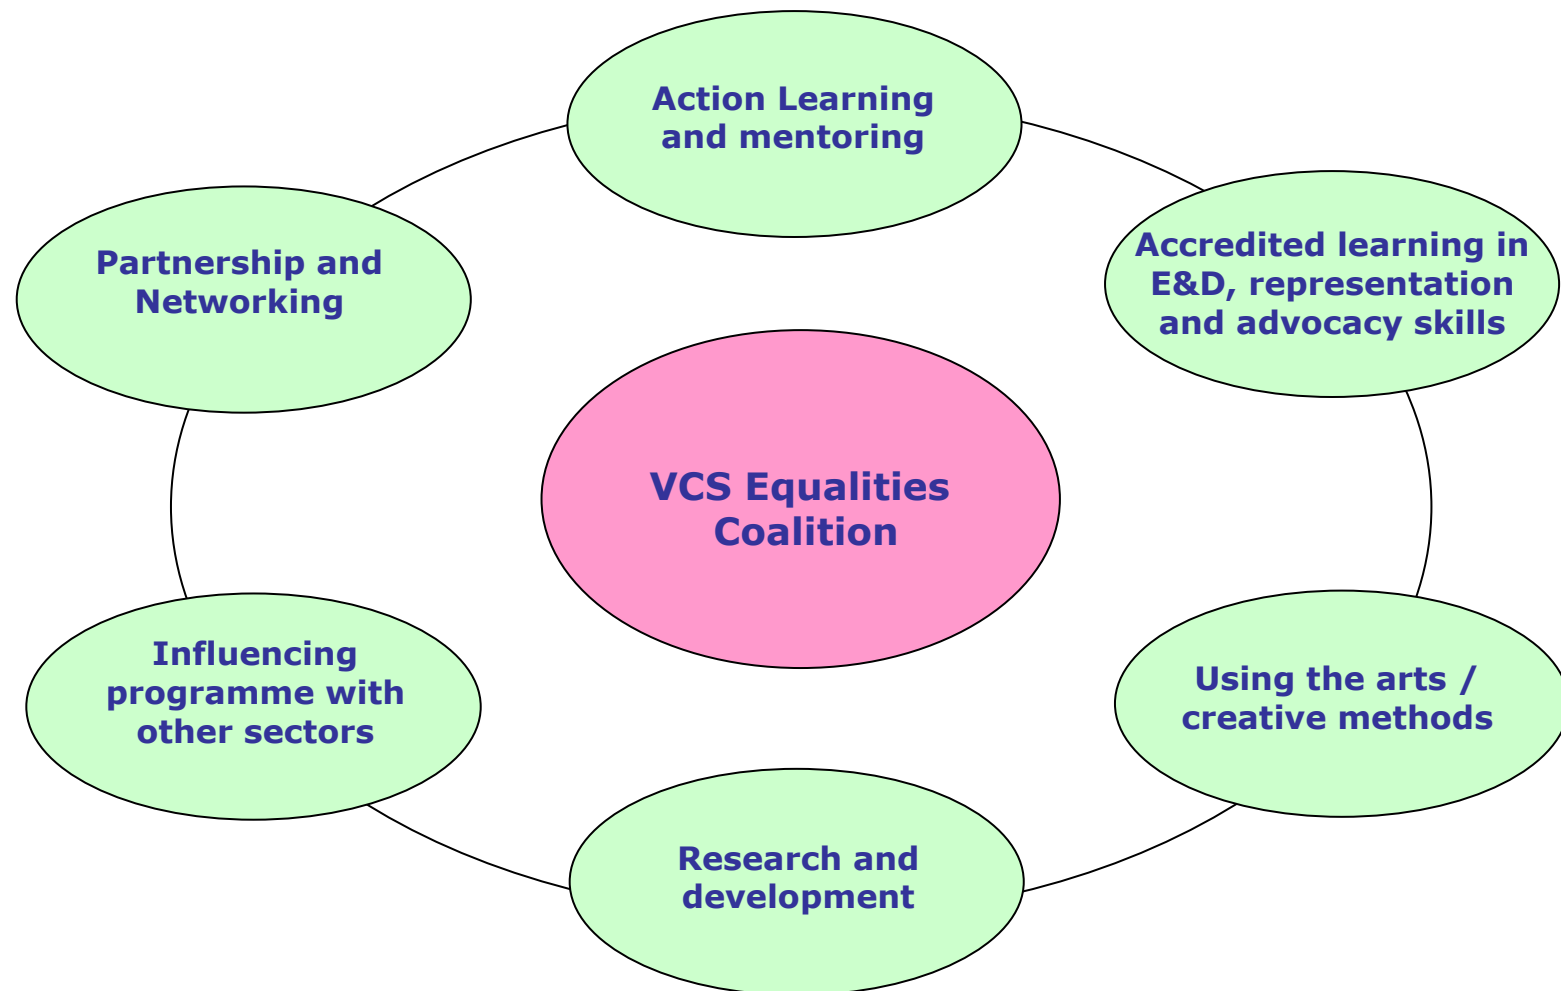 Action Learning
and mentoring
Partnership and
Networking
Accredited learning in
E&D, representation
and advocacy skills
VCS Equalities
Coalition
Influencing
programme with
other sectors
Using the arts /
creative methods
Research and
development